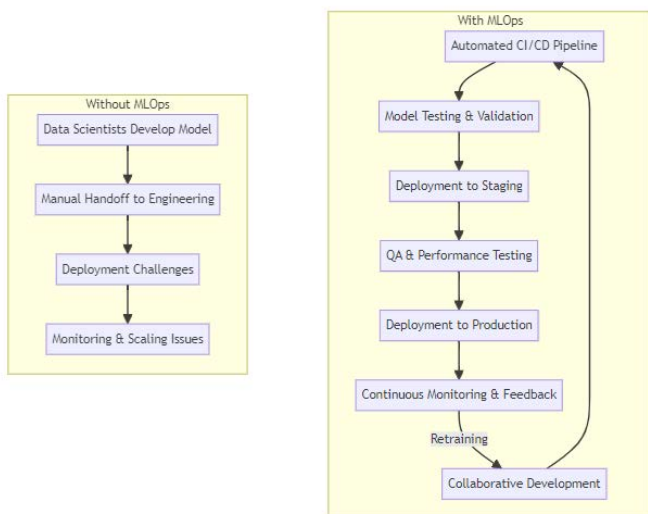 Without MLOps
Data Scientists Develop Model
Manual Handoff to Engineering
Deployment Challenges
Monitoring & Scaling Issues
With MLOps
Automated CI/CD Pipeline
Model Testing & Validation
Deployment to Staging
QA & Performance Testing
Deployment to Production
Continuous Monitoring & Feedback
Retraining
Collaborative Development